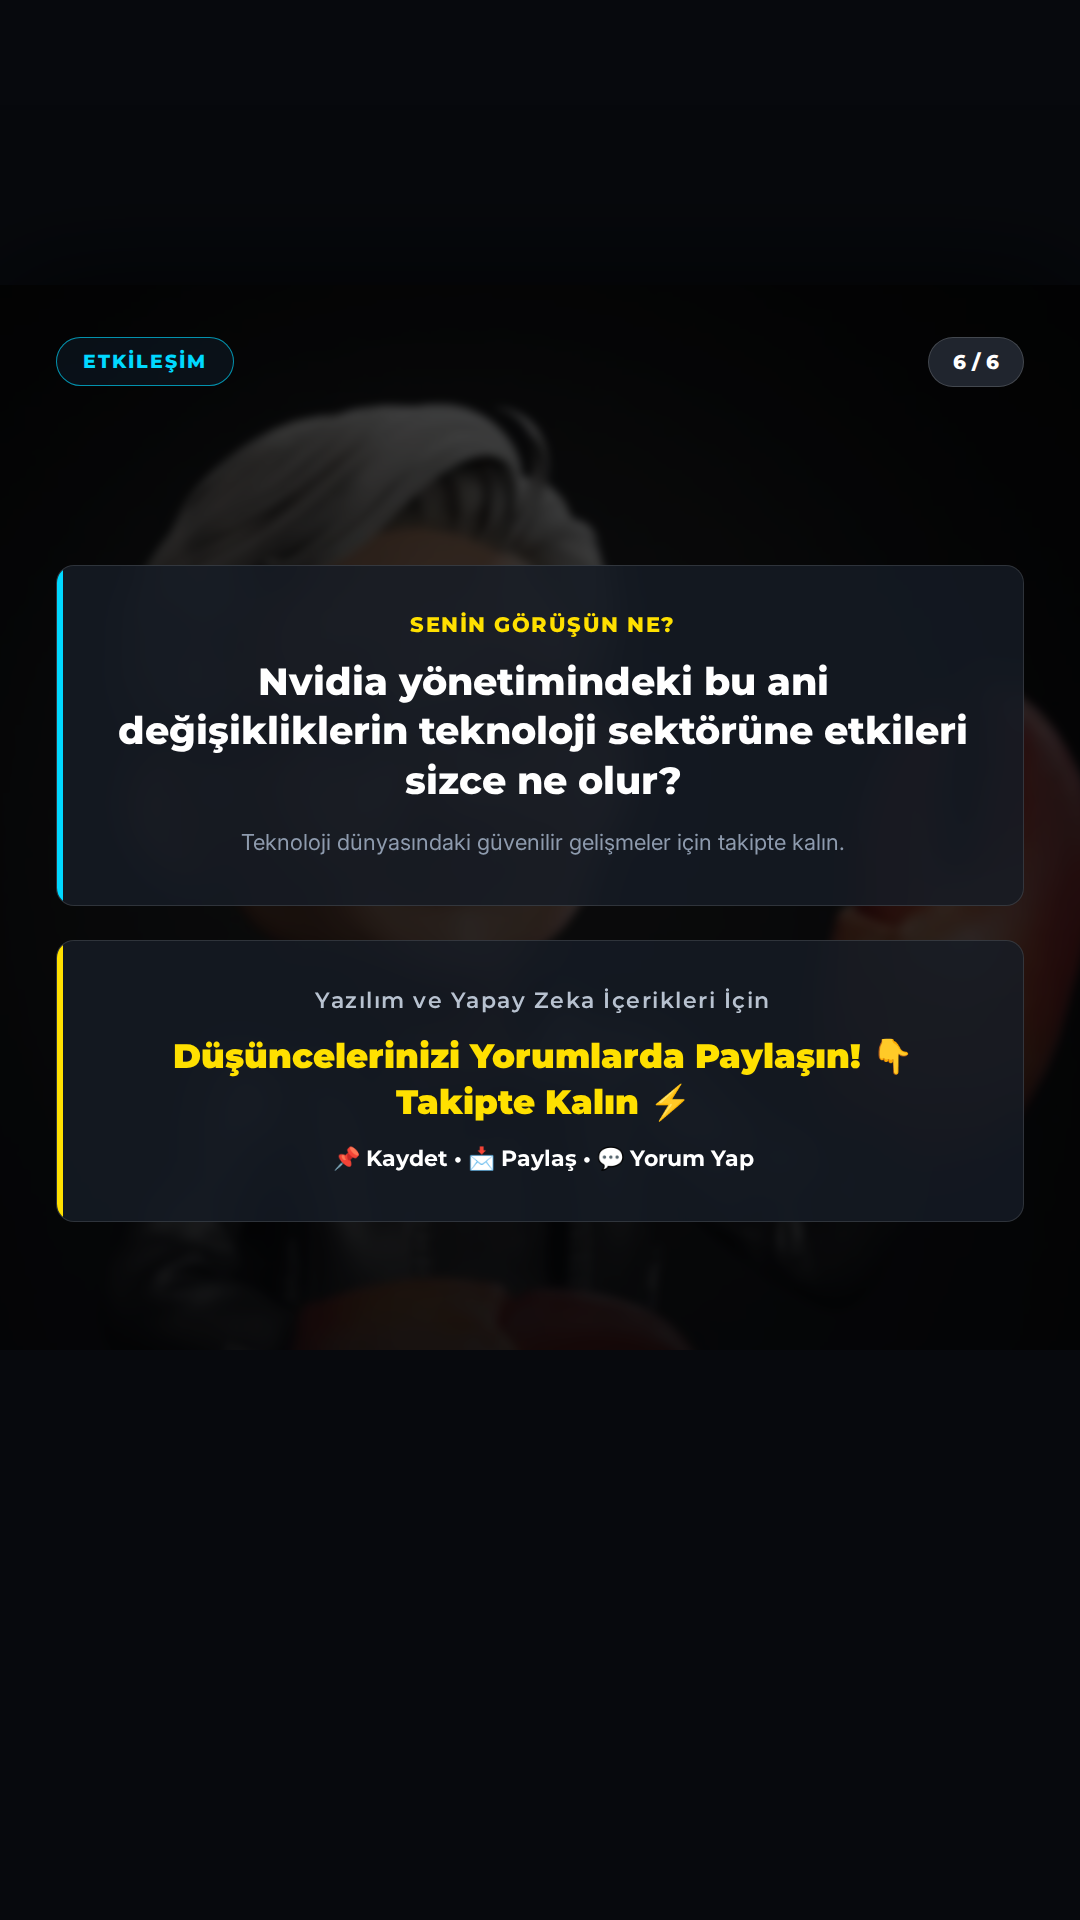 ETKİLEŞİM
6 / 6
SENİN GÖRÜŞÜN NE?
Nvidia yönetimindeki bu ani
değişikliklerin teknoloji sektörüne etkileri
sizce ne olur?
Teknoloji dünyasındaki güvenilir gelişmeler için takipte kalın.
Yazılım ve Yapay Zeka İçerikleri İçin
Düşüncelerinizi Yorumlarda Paylaşın! 👇
Takipte Kalın ⚡
📌 Kaydet • 📩 Paylaş • 💬 Yorum Yap